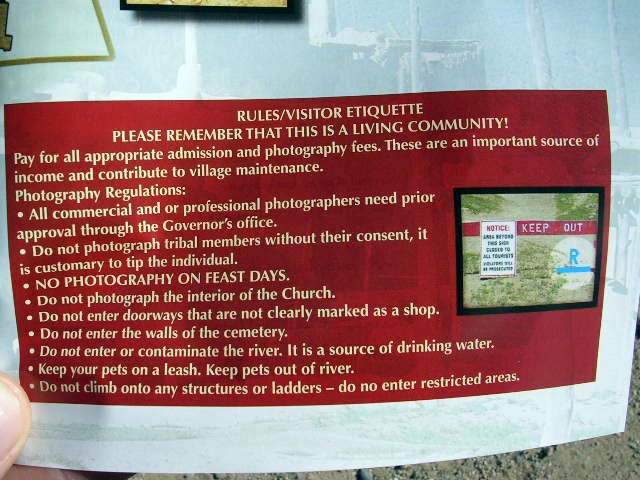 RULES/VISITOR ETIQUETTE
PLEASE REMEMBER THAT THIS IS A LIVING COMMUNITY!
Pay for all appropriate admission and photography fees. These are an important source of
income and contribute to village maintenance.
Photography Regulations:
• All commercial and or professional photographers need prior
approval through the Governor's office.
• Do not photograph tribal members without their consent, it
is customary to tip the individual.
• NO PHOTOGRAPHY ON FEAST DAYS.
• Do not photograph the interior of the Church.
• Do not enter doorways that are not clearly marked as a shop.
• Do not enter the walls of the cemetery.
• Do not enter or contaminate the river. It is a source of drinking water.
• Keep your pets on a leash. Keep pets out of river.
• Do not climb onto any structures or ladders – do no enter restricted areas.
NOTICE:
AREA BEYOND
THIS SIGN
CLOSED TO
ALL TOURISTS
VIOLATORS WILL
BE PROSECUTED
KEEP OUT
R